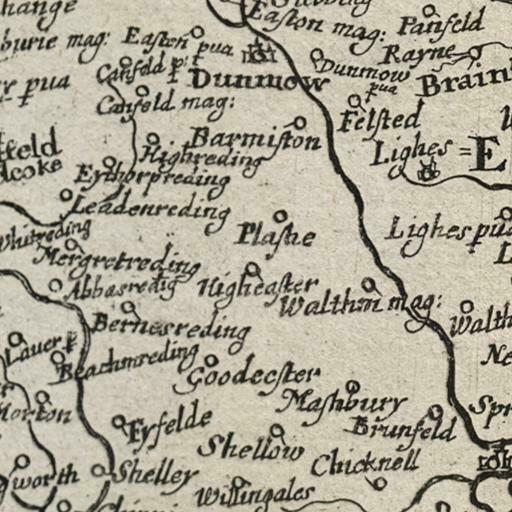 hange
Easton mag:
Panfeld
burie mag:
Easten pua
Rayne
Canfeld p:
Dunmow pua
r pua
Dunmow
Brain
Canfeld mag:
Felsted
Barmiston
Lighes =
E
feld
Highreding
Eythorpreding
Leadenreding
Lighes pua
Whitreding
Plashe
Mergretreding
Abbasredig
Higheaster
Walthm mag:
Walth
Bernesreding
Laver
Beachmreding
Goodecster
Mashbury
Spr
Morton
Fyfelde
Brunfeld
Shellow
Chicknell
worth
Shelley
Willingales